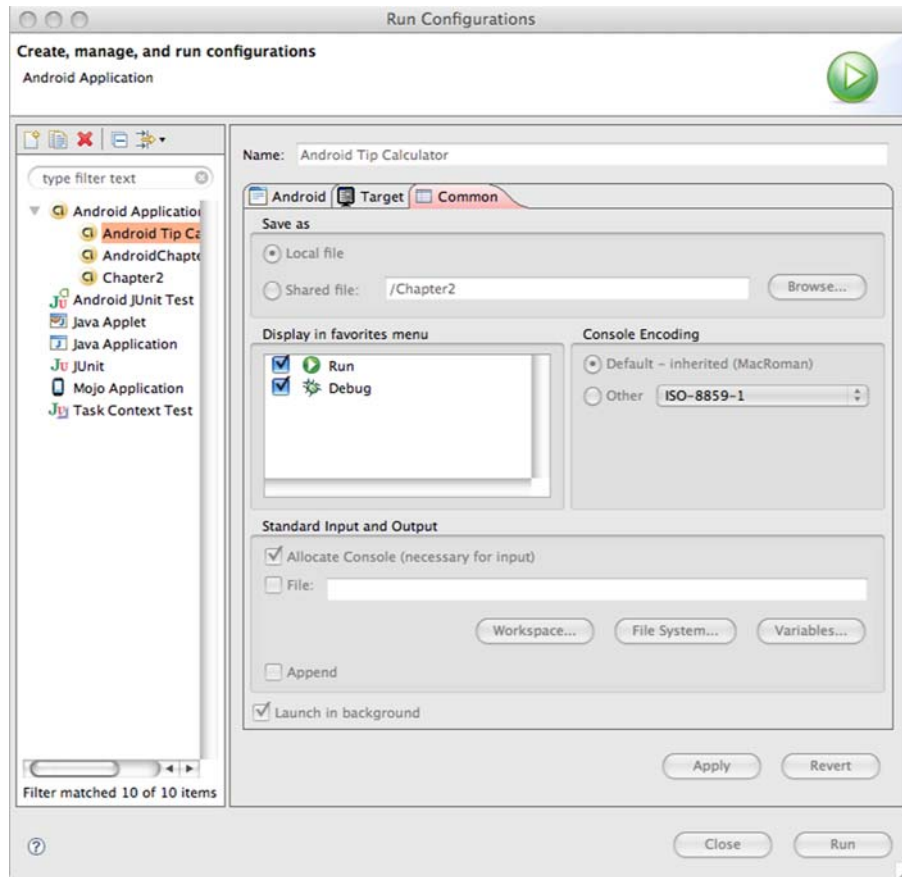 Run Configurations
Create, manage, and run configurations
Android Application
type filter text
Android Application
Android Tip Ca
AndroidChapte
Chapter2
Android JUnit Test
Java Applet
Java Application
JUnit
Mojo Application
Task Context Test
Filter matched 10 of 10 items
Name: Android Tip Calculator
Android Target Common
Save as
Local file
Shared file: /Chapter2 Browse...
Display in favorites menu
Run
Debug
Console Encoding
Default - inherited (MacRoman)
Other ISO-8859-1
Standard Input and Output
Allocate Console (necessary for input)
File:
Workspace... File System... Variables...
Append
Launch in background
Apply Revert
Close Run